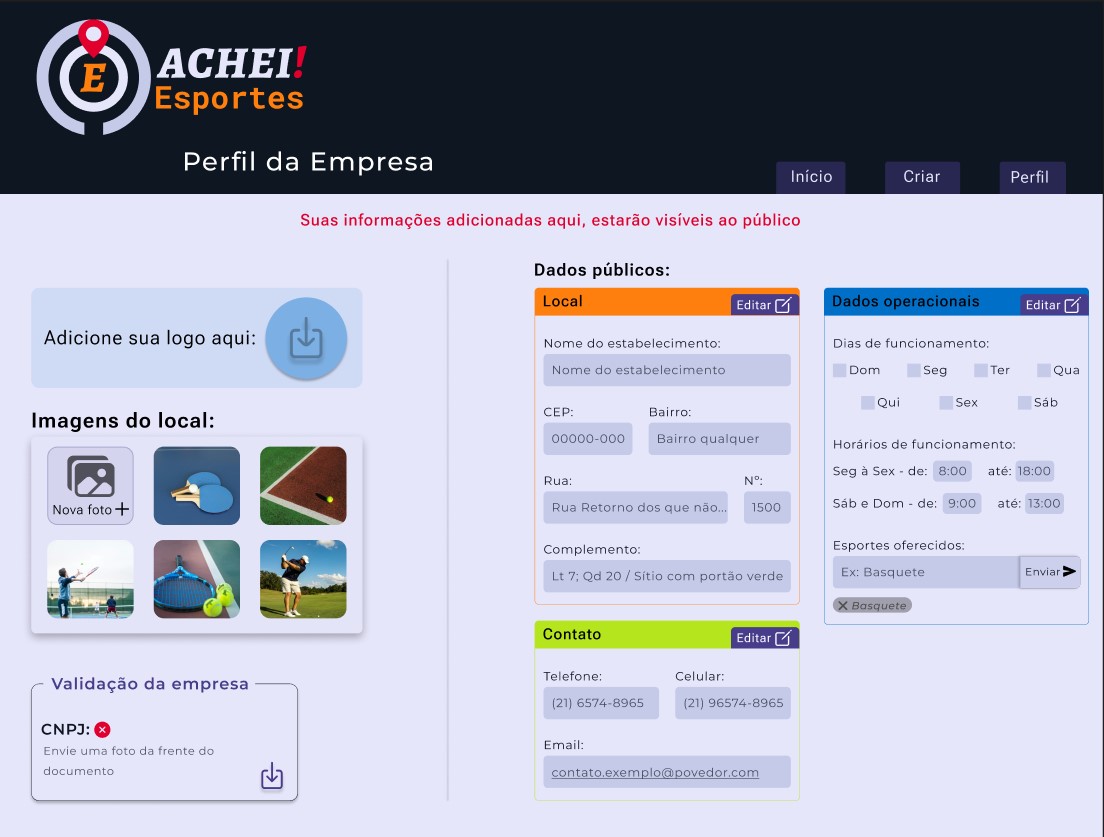 E
ACHEI!
Esportes
Perfil da Empresa
Início
Criar
Perfil
Suas informações adicionadas aqui, estarão visíveis ao público
Adicione sua logo aqui:
Imagens do local:
Nova foto+
Validação da empresa
CNPJ:
Envie uma foto da frente do
documento
Dados públicos:
Local
Editar
Nome do estabelecimento:
Nome do estabelecimento
CEP: Bairro:
00000-000 Bairro qualquer
Rua: Nº:
Rua Retorno dos que não... 1500
Complemento:
Lt 7; Qd 20 / Sítio com portão verde
Contato
Editar
Telefone: Celular:
(21) 6574-8965 (21) 96574-8965
Email:
contato.exemplo@povedor.com
Dados operacionais
Editar
Dias de funcionamento:
Dom Seg Ter Qua
Qui Sex Sáb
Horários de funcionamento:
Seg à Sex - de: 8:00 até: 18:00
Sáb e Dom - de: 9:00 até: 13:00
Esportes oferecidos:
Ex: Basquete Enviar
Basquete